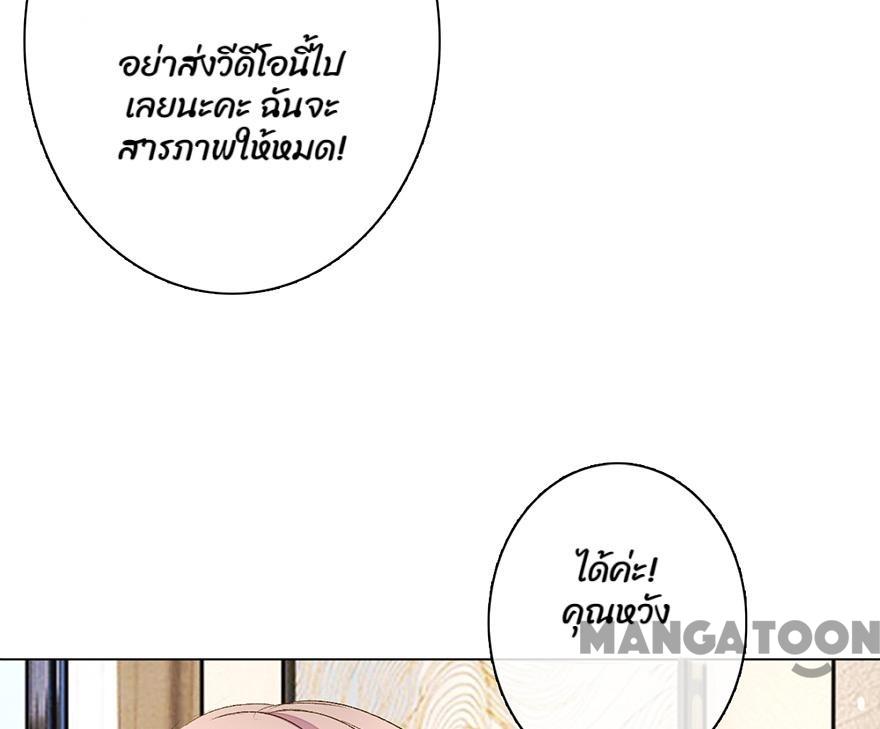 อย่าส่งวีดีโอนี้ไป
เลยนะคะ ฉันจะ
สารภาพให้หมด!
ได้ค่ะ!
คุณหวัง
MANGATOON